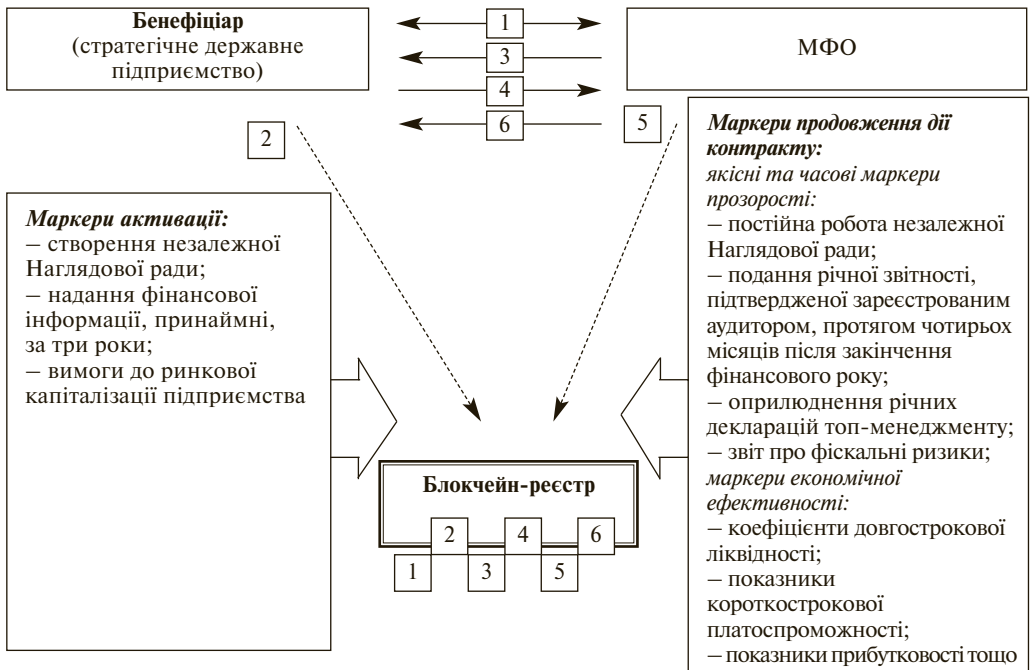 Бенефіціар
(стратегічне державне
підприємство)
1
3
4
6
МФО
2
5
Маркери активації:
– створення незалежної
Наглядової ради;
– надання фінансової
інформації, принаймні,
за три роки;
– вимоги до ринкової
капіталізації підприємства
Маркери продовження дії
контракту:
якісні та часові маркери
прозорості:
– постійна робота незалежної
Наглядової ради;
– подання річної звітності,
підтвердженої зареєстрованим
аудитором, протягом чотирьох
місяців після закінчення
фінансового року;
– оприлюднення річних
декларацій топ-менеджменту;
– звіт про фіскальні ризики;
маркери економічної
ефективності:
– коефіцієнти довгострокової
ліквідності;
– показники
короткострокової
платоспроможності;
– показники прибутковості тощо
Блокчейн-реєстр
2 4 6
1 3 5